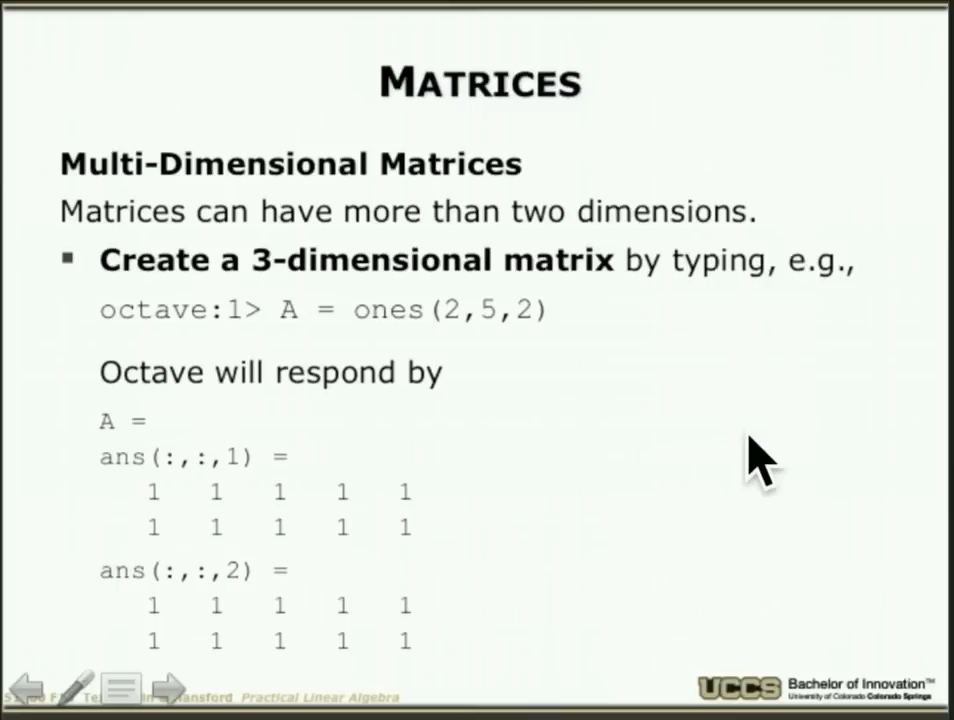 MATRICES
Multi-Dimensional Matrices
Matrices can have more than two dimensions.
▪ Create a 3-dimensional matrix by typing, e.g.,
octave:1> A = ones(2,5,2)
Octave will respond by
A =
ans(:,:,1) =
1 1 1 1 1
1 1 1 1 1
ans(:,:,2) =
1 1 1 1 1
1 1 1 1 1
Practical Linear Algebra
UCCS Bachelor of Innovation™
University of Colorado Colorado Springs